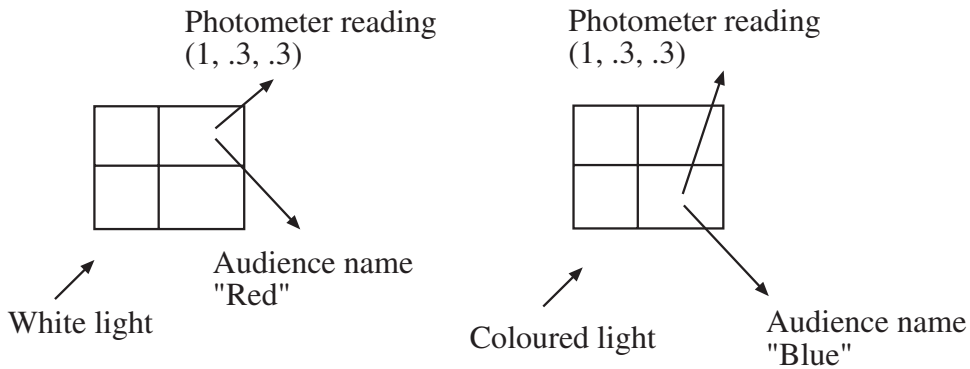 Photometer reading
(1, .3, .3)
Audience name
"Red"
White light
Photometer reading
(1, .3, .3)
Coloured light
Audience name
"Blue"